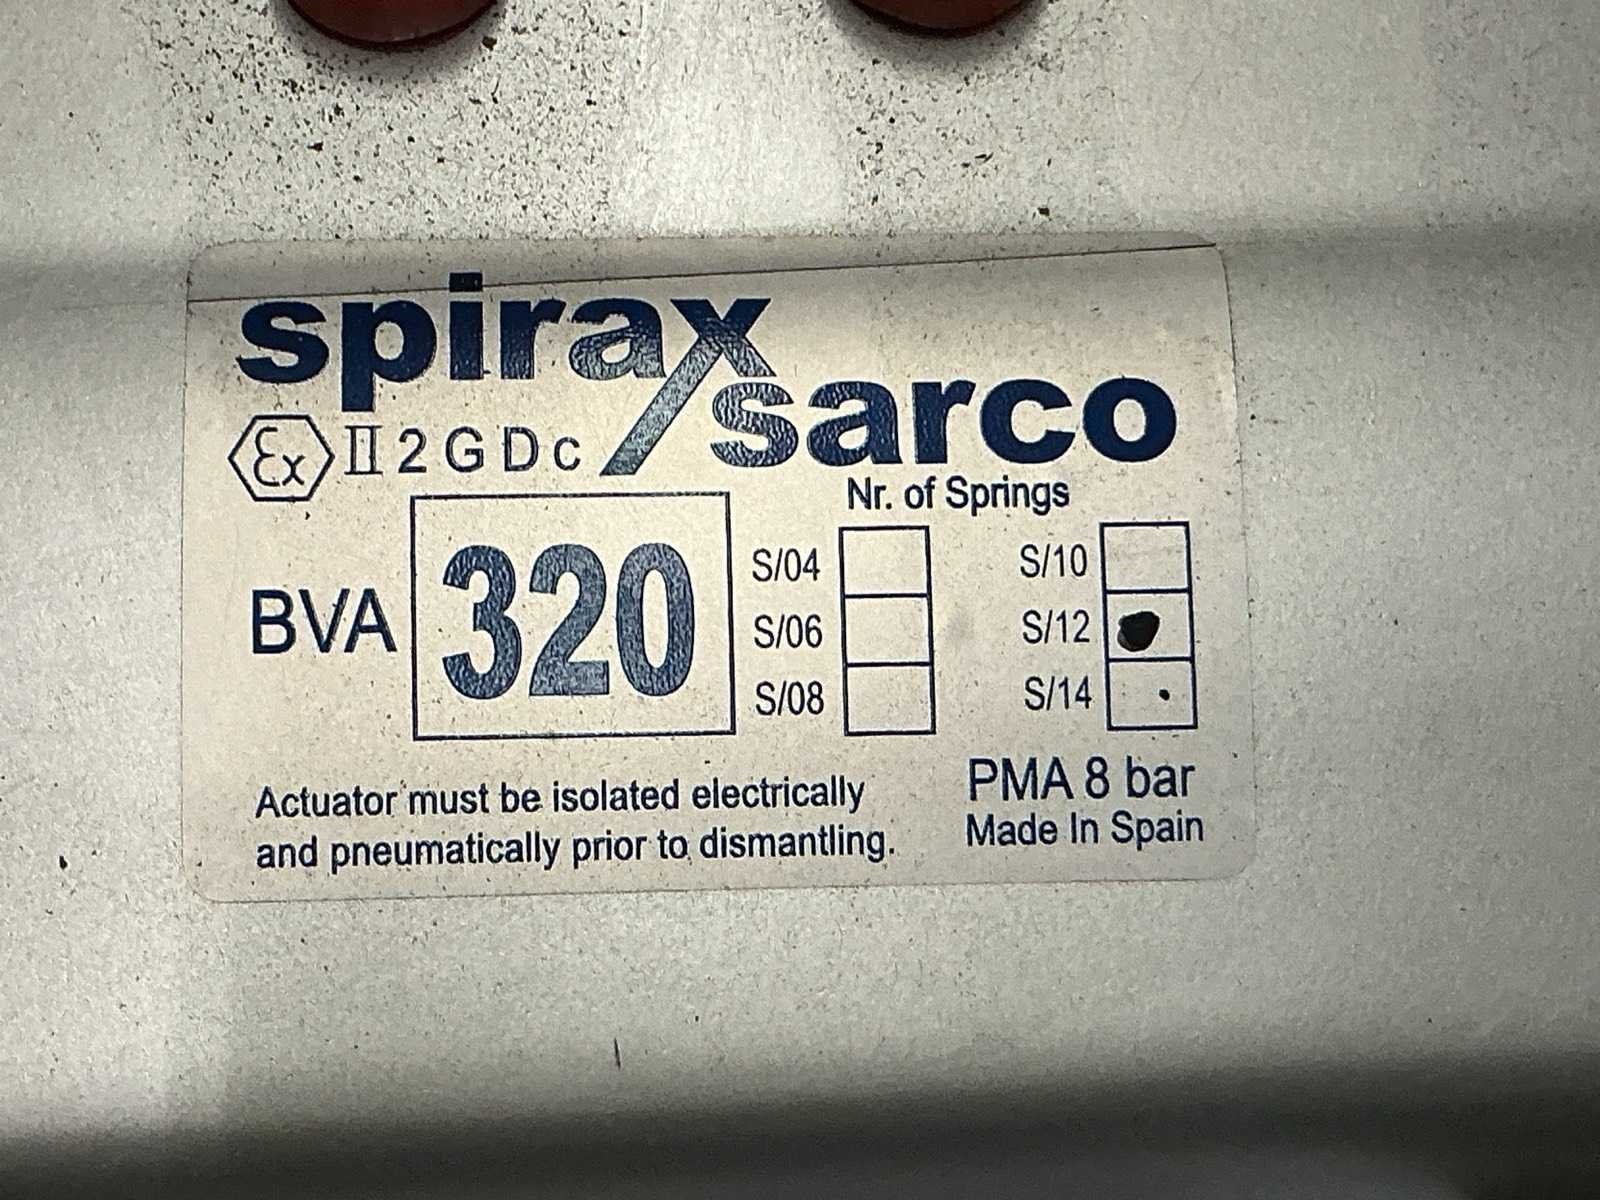 spirax
sarco
Ex II 2 G D c
Nr. of Springs
BVA 320
S/04 S/10
S/06 S/12
S/08 S/14
Actuator must be isolated electrically
and pneumatically prior to dismantling.
PMA 8 bar
Made In Spain